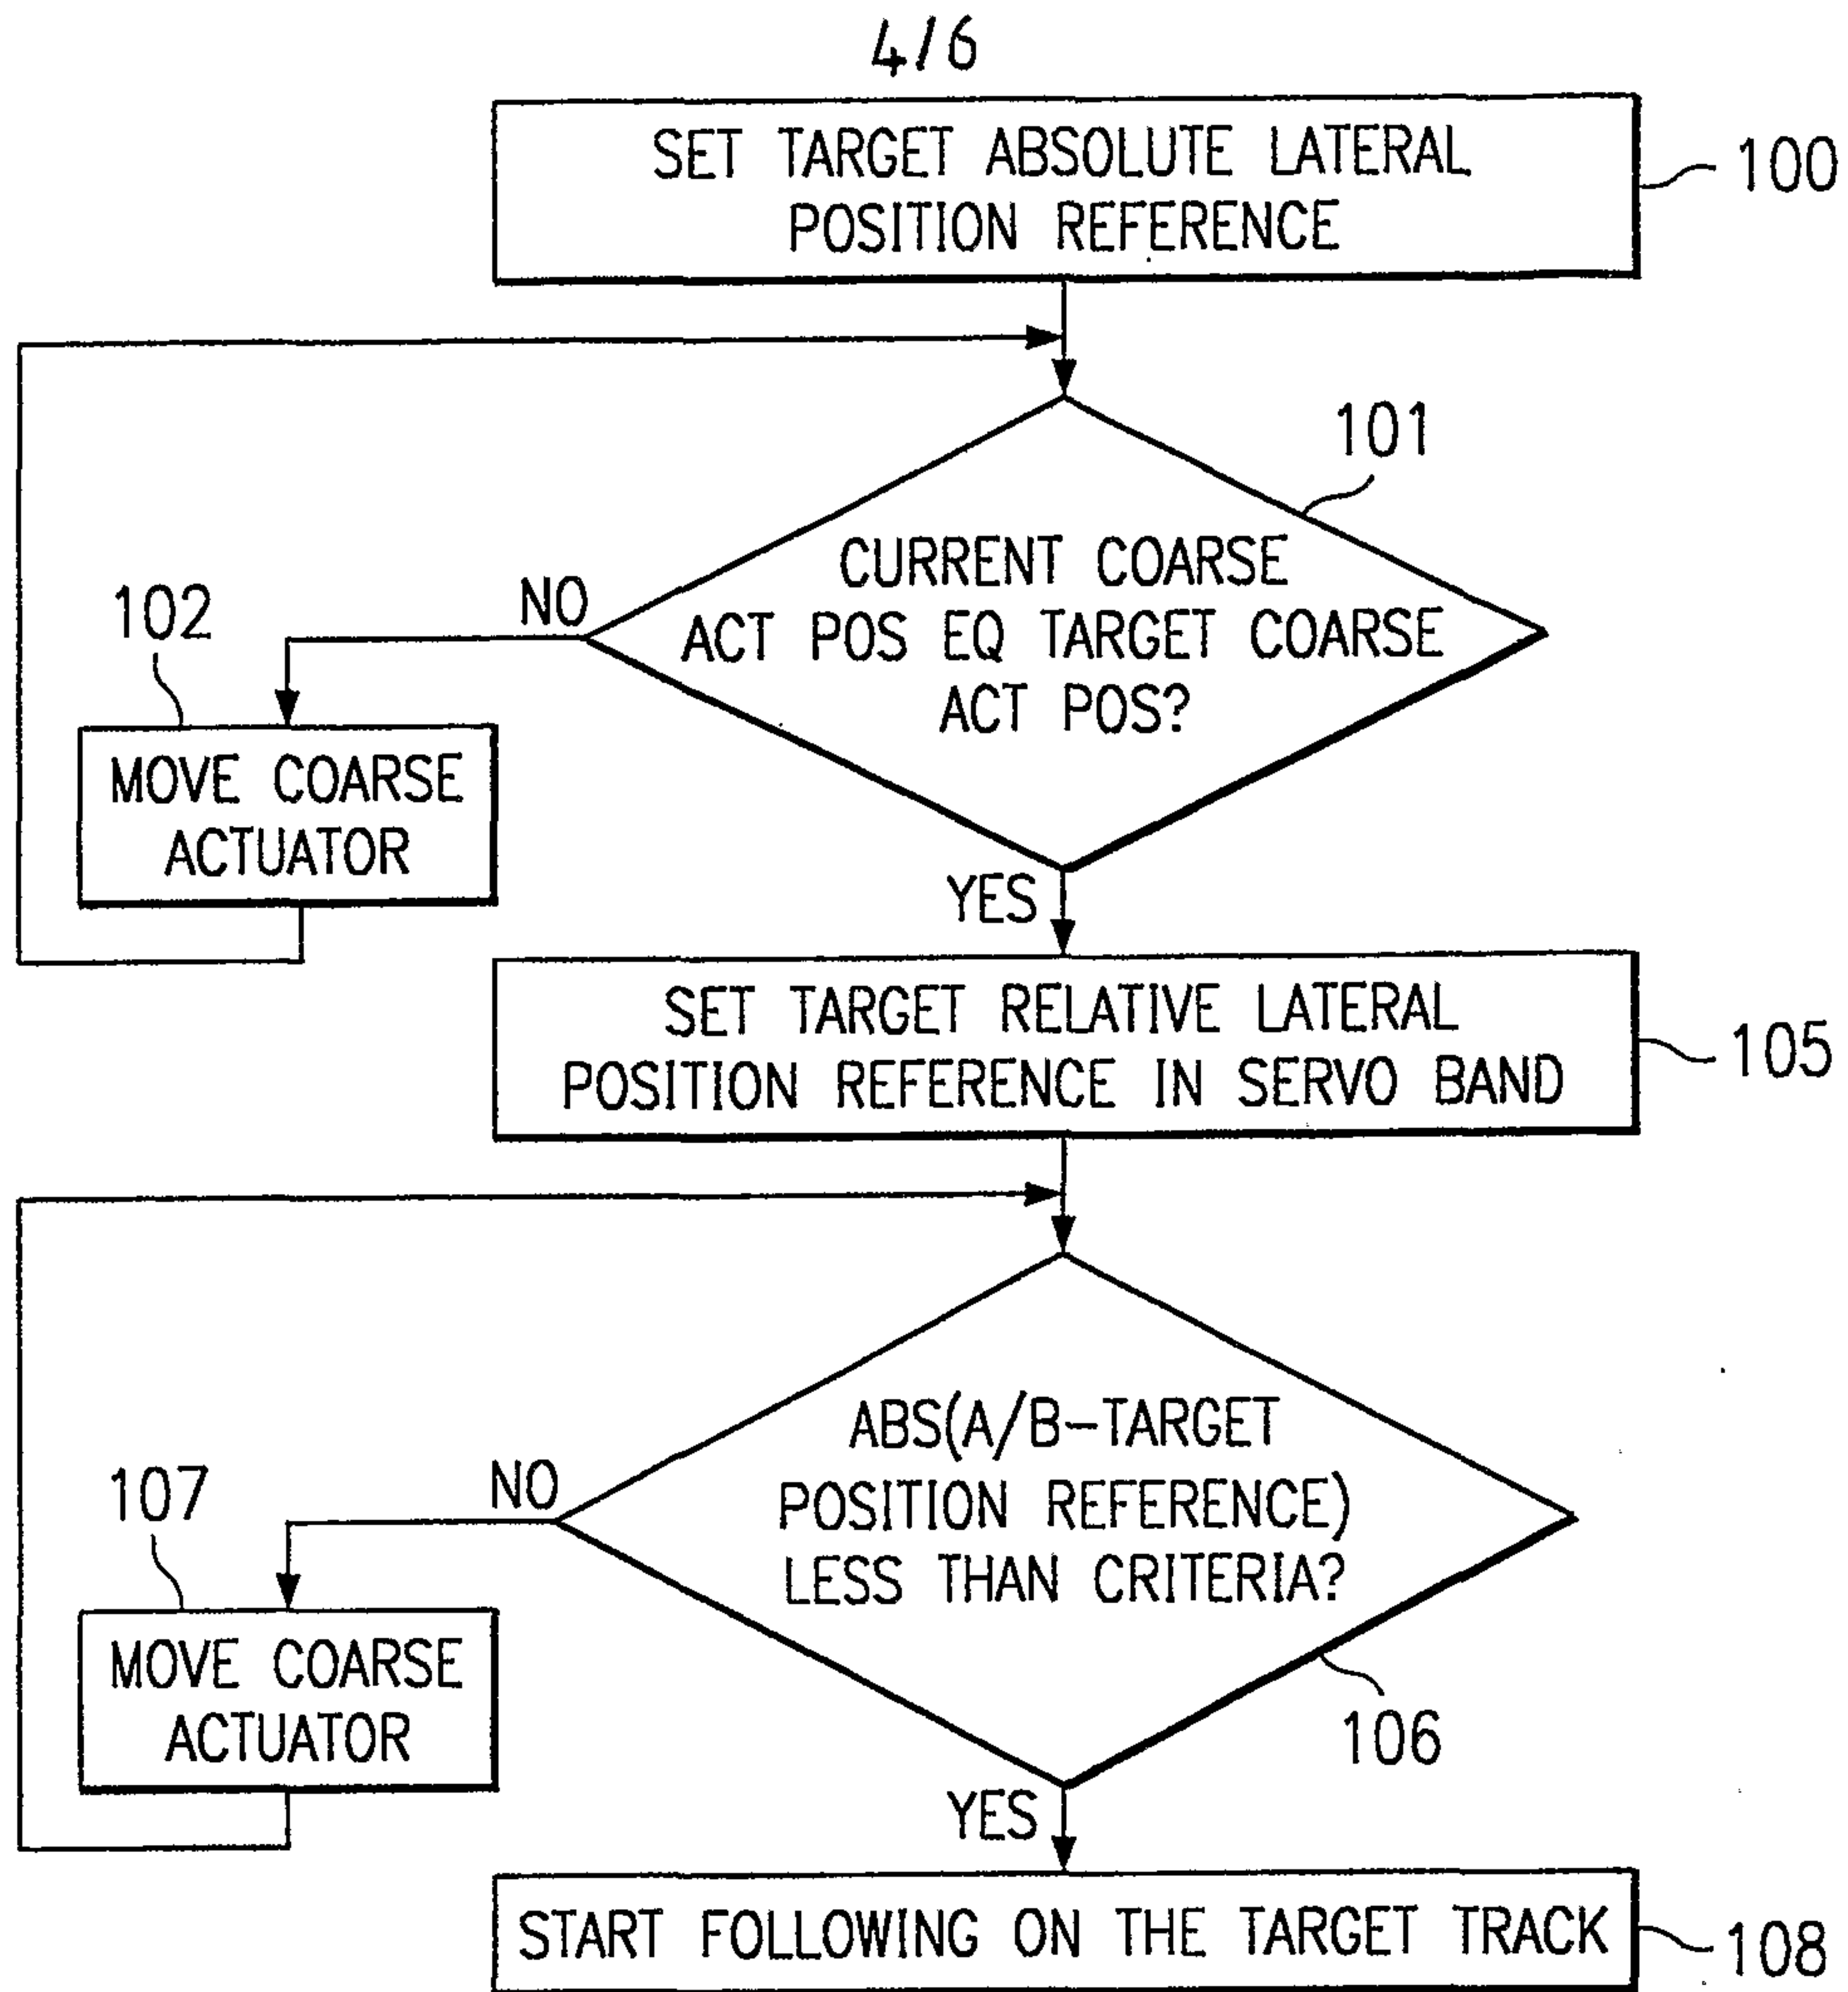 4/6
SET TARGET ABSOLUTE LATERAL
POSITION REFERENCE
100
101
CURRENT COARSE
ACT POS EQ TARGET COARSE
ACT POS?
NO
102
MOVE COARSE
ACTUATOR
YES
SET TARGET RELATIVE LATERAL
POSITION REFERENCE IN SERVO BAND
105
ABS(A/B-TARGET
POSITION REFERENCE)
LESS THAN CRITERIA?
NO
107
MOVE COARSE
ACTUATOR
106
YES
START FOLLOWING ON THE TARGET TRACK
108